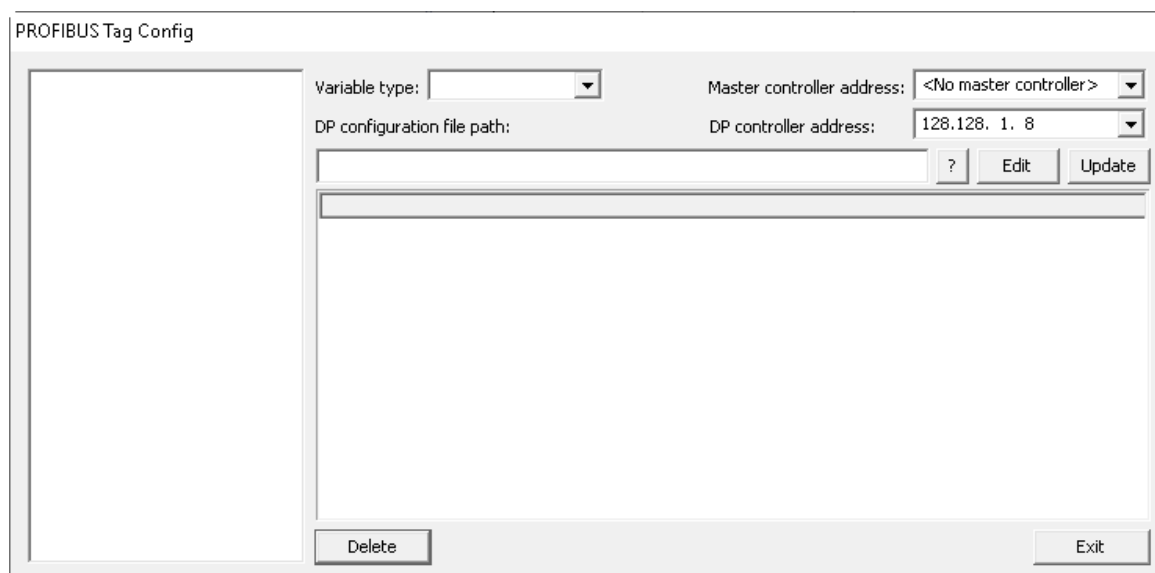 PROFIBUS Tag Config
Variable type:
Master controller address: <No master controller>
DP configuration file path:
DP controller address: 128.128. 1. 8
? Edit Update
Delete
Exit